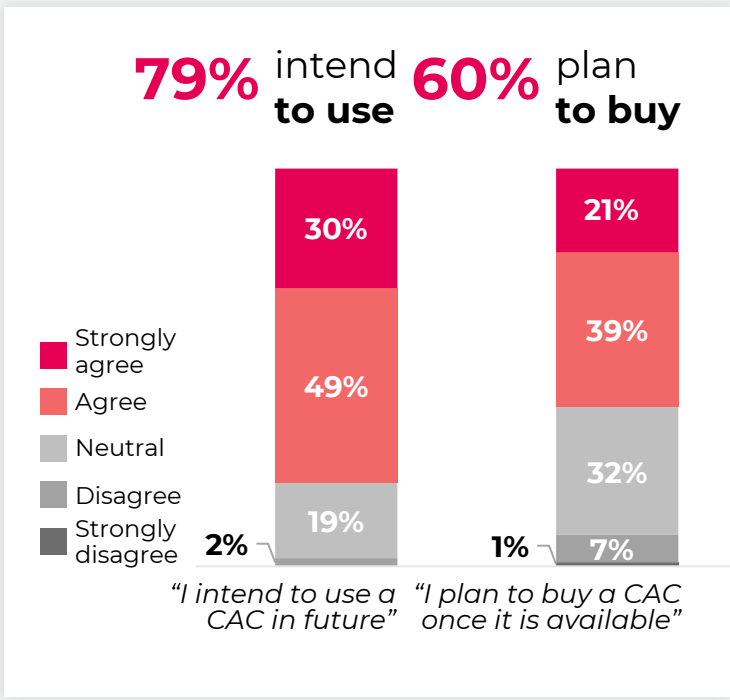 79% intend to use
60% plan to buy
30%
49%
19%
2%
21%
39%
32%
7%
1%
Strongly agree
Agree
Neutral
Disagree
Strongly disagree
“I intend to use a
CAC in future”
“I plan to buy a CAC
once it is available”